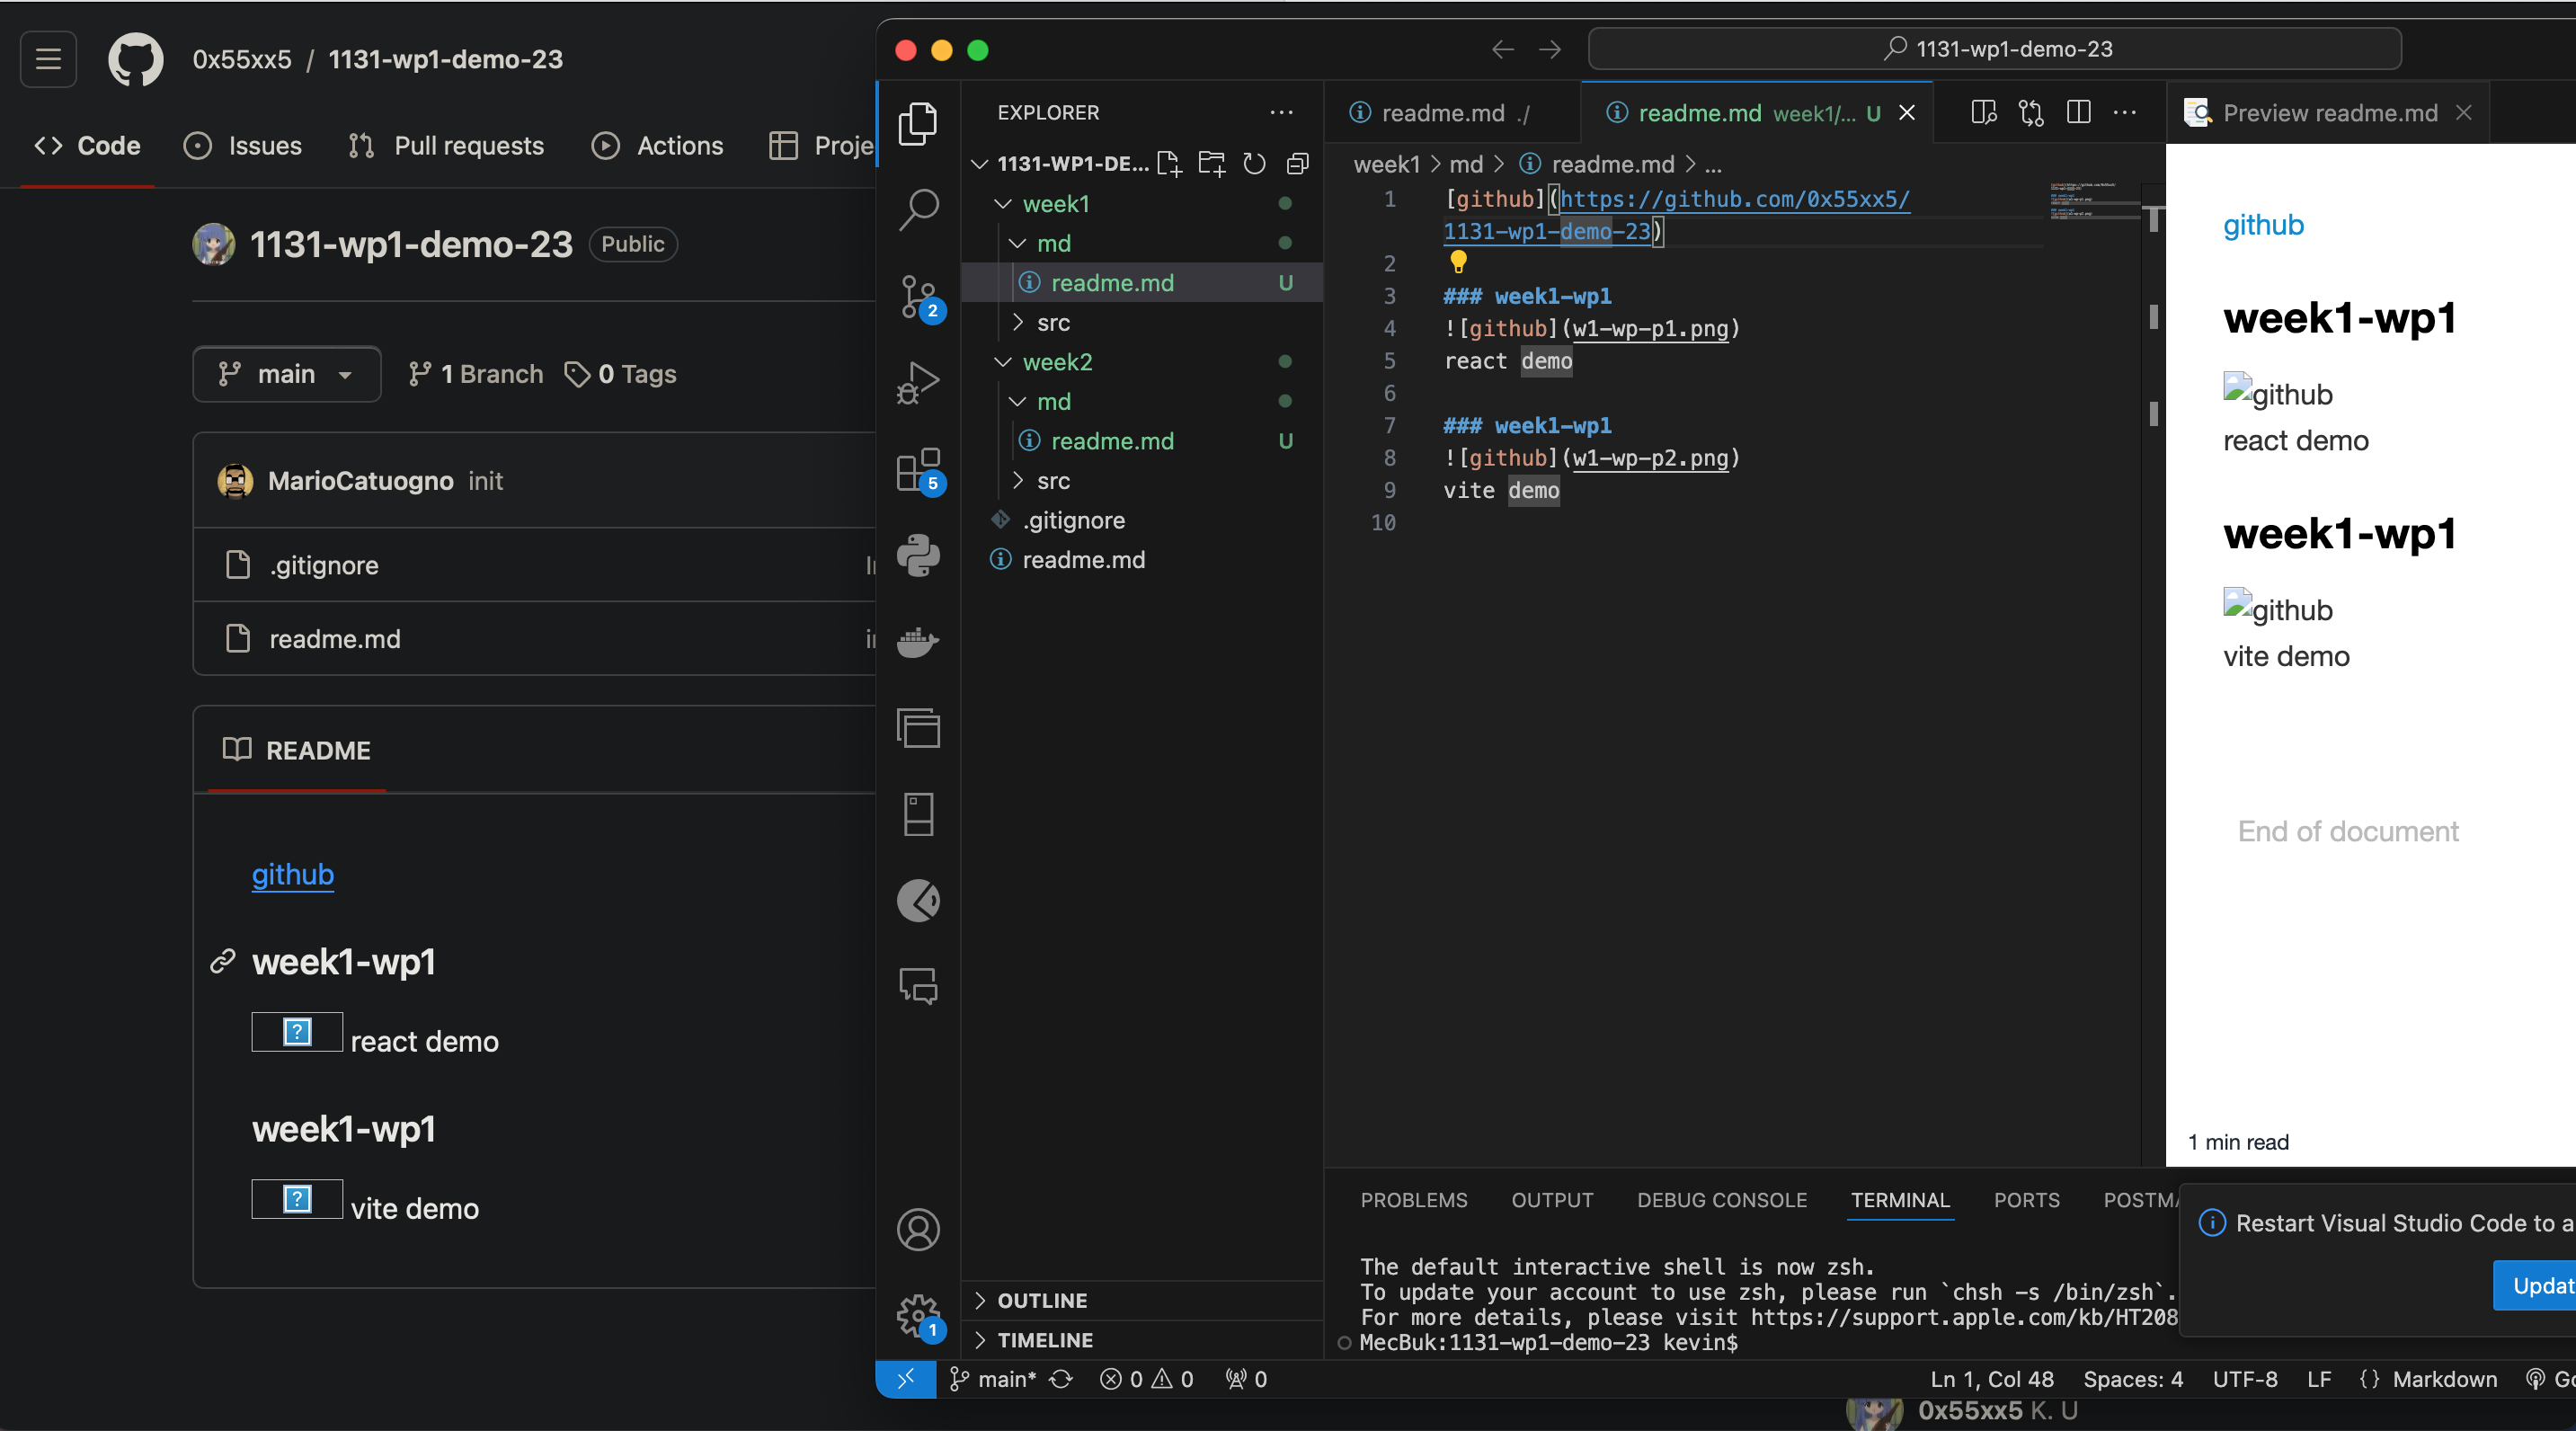 0x55xx5 / 1131-wp1-demo-23
Code Issues Pull requests Actions Proje
1131-wp1-demo-23 Public
main 1 Branch 0 Tags
MarioCatuogno init
.gitignore
readme.md
README
github
week1-wp1
react demo
week1-wp1
vite demo
1131-wp1-demo-23
EXPLORER
1131-WP1-DE...
week1
md
readme.md U
src
week2
md
readme.md U
src
.gitignore
readme.md
OUTLINE
TIMELINE
2
5
1
readme.md ./ readme.md week1/... U
week1 > md > readme.md > ...
1 [github](https://github.com/0x55xx5/
1131-wp1-demo-23)
2
3 ### week1-wp1
4 ![github](w1-wp-p1.png)
5 react demo
6
7 ### week1-wp1
8 ![github](w1-wp-p2.png)
9 vite demo
10
Preview readme.md
github
week1-wp1
github
react demo
week1-wp1
github
vite demo
End of document
1 min read
PROBLEMS OUTPUT DEBUG CONSOLE TERMINAL PORTS POSTMA
The default interactive shell is now zsh.
To update your account to use zsh, please run `chsh -s /bin/zsh`.
For more details, please visit https://support.apple.com/kb/HT208
MecBuk:1131-wp1-demo-23 kevin$
Restart Visual Studio Code to a
Updat
main* 0 0 0 Ln 1, Col 48 Spaces: 4 UTF-8 LF {} Markdown Go
0x55xx5 K. U